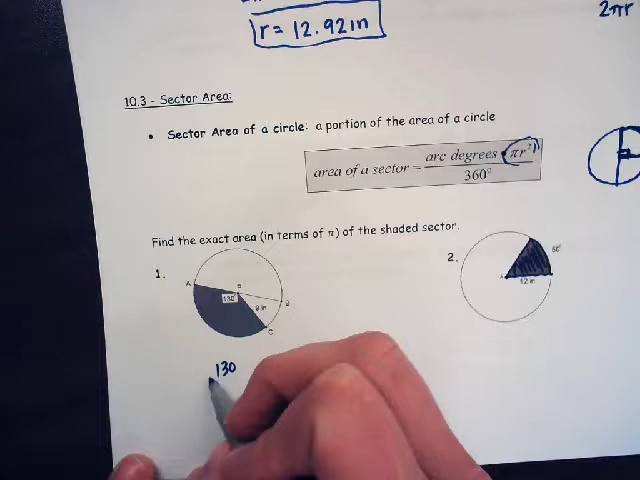 r = 12.92in
2πr
10.3 - Sector Area:
• Sector Area of a circle: a portion of the area of a circle
area of a sector = arc degrees • πr²
360°
Find the exact area (in terms of π) of the shaded sector.
1.
A
130°
B
C
2.
A
12 in
60°
130